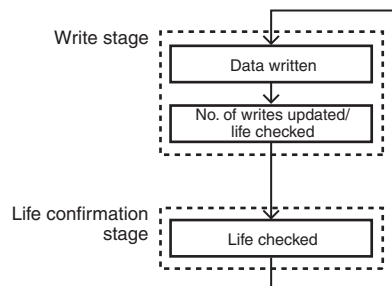 Write stage
Data written
No. of writes updated/
life checked
Life confirmation
stage
Life checked